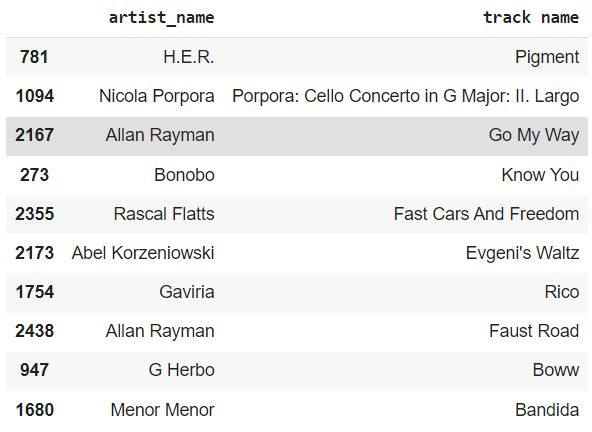 artist_name track name
781 H.E.R. Pigment
1094 Nicola Porpora Porpora: Cello Concerto in G Major: II. Largo
2167 Allan Rayman Go My Way
273 Bonobo Know You
2355 Rascal Flatts Fast Cars And Freedom
2173 Abel Korzeniowski Evgeni's Waltz
1754 Gaviria Rico
2438 Allan Rayman Faust Road
947 G Herbo Boww
1680 Menor Menor Bandida